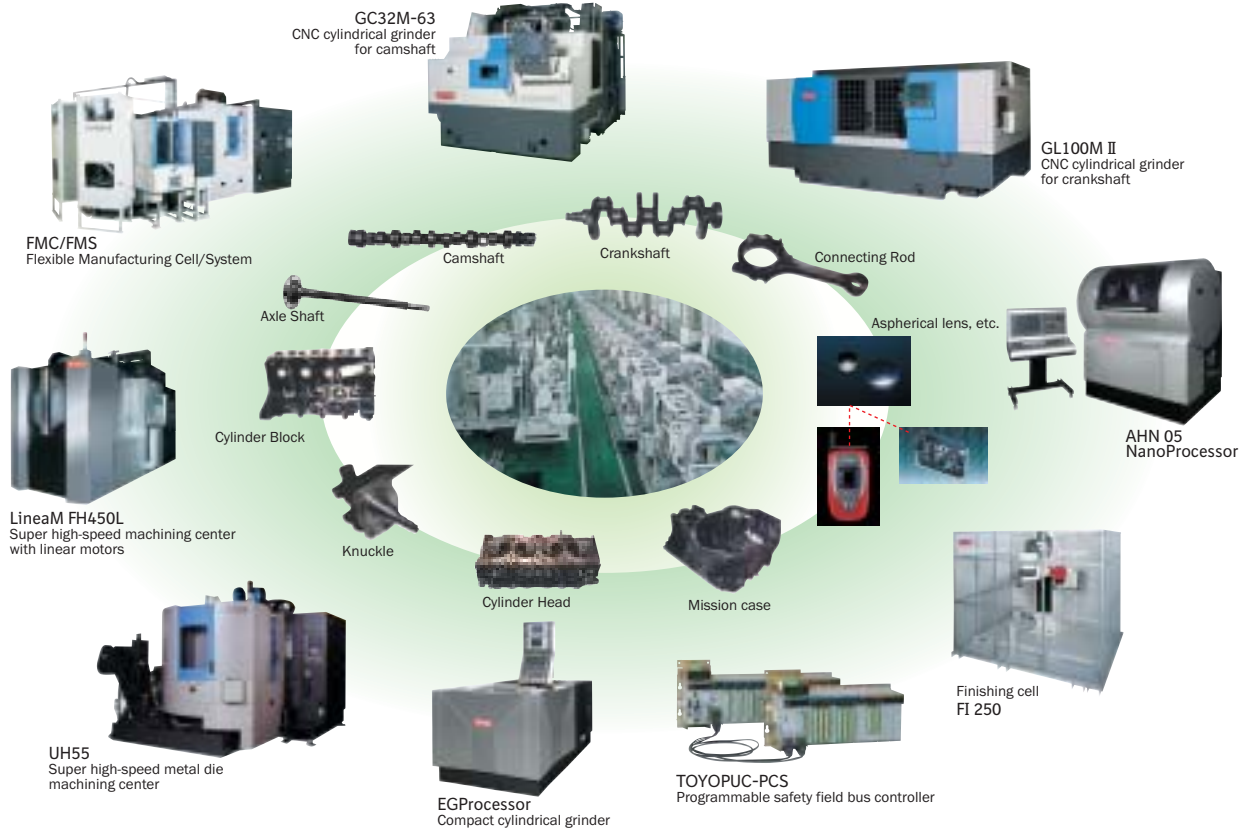 GC32M-63
CNC cylindrical grinder
for camshaft
GL100M Ⅱ
CNC cylindrical grinder
for crankshaft
FMC/FMS
Flexible Manufacturing Cell/System
Camshaft
Crankshaft
Connecting Rod
Axle Shaft
Aspherical lens, etc.
Cylinder Block
AHN 05
NanoProcessor
LineaM FH450L
Super high-speed machining center
with linear motors
Knuckle
Cylinder Head
Mission case
Finishing cell
FI 250
UH55
Super high-speed metal die
machining center
EGProcessor
Compact cylindrical grinder
TOYOPUC-PCS
Programmable safety field bus controller